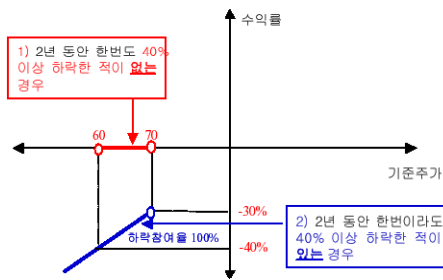 수익률
1) 2년 동안 한번도 40%
이상 하락한 적이 없는
경우
60
70
기준주가
-30%
하락참여율 100%
-40%
2) 2년 동안 한번이라도
40% 이상 하락한 적이
있는 경우